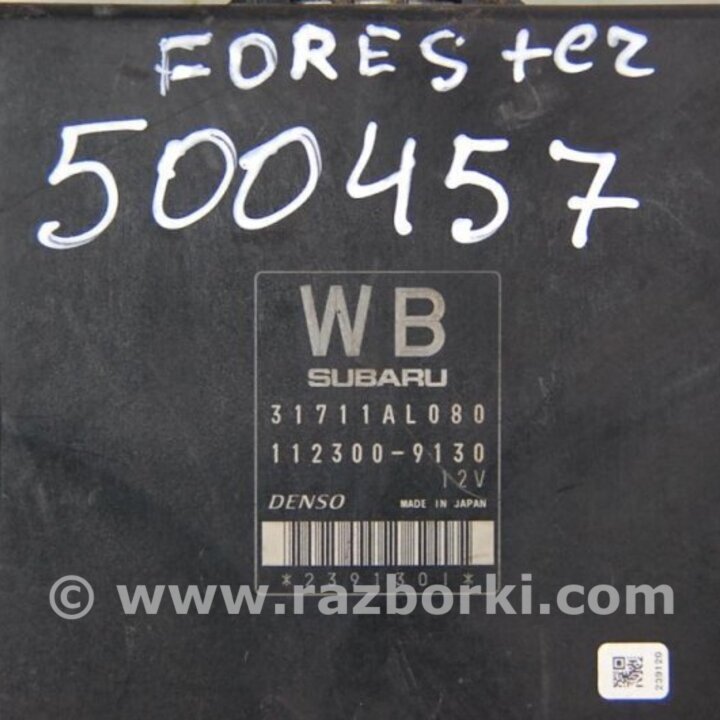 FORESter
500457
WB
SUBARU
31711AL080
112300-9130
12V
DENSO MADE IN JAPAN
*2391301*
© www.razborki.com
239120